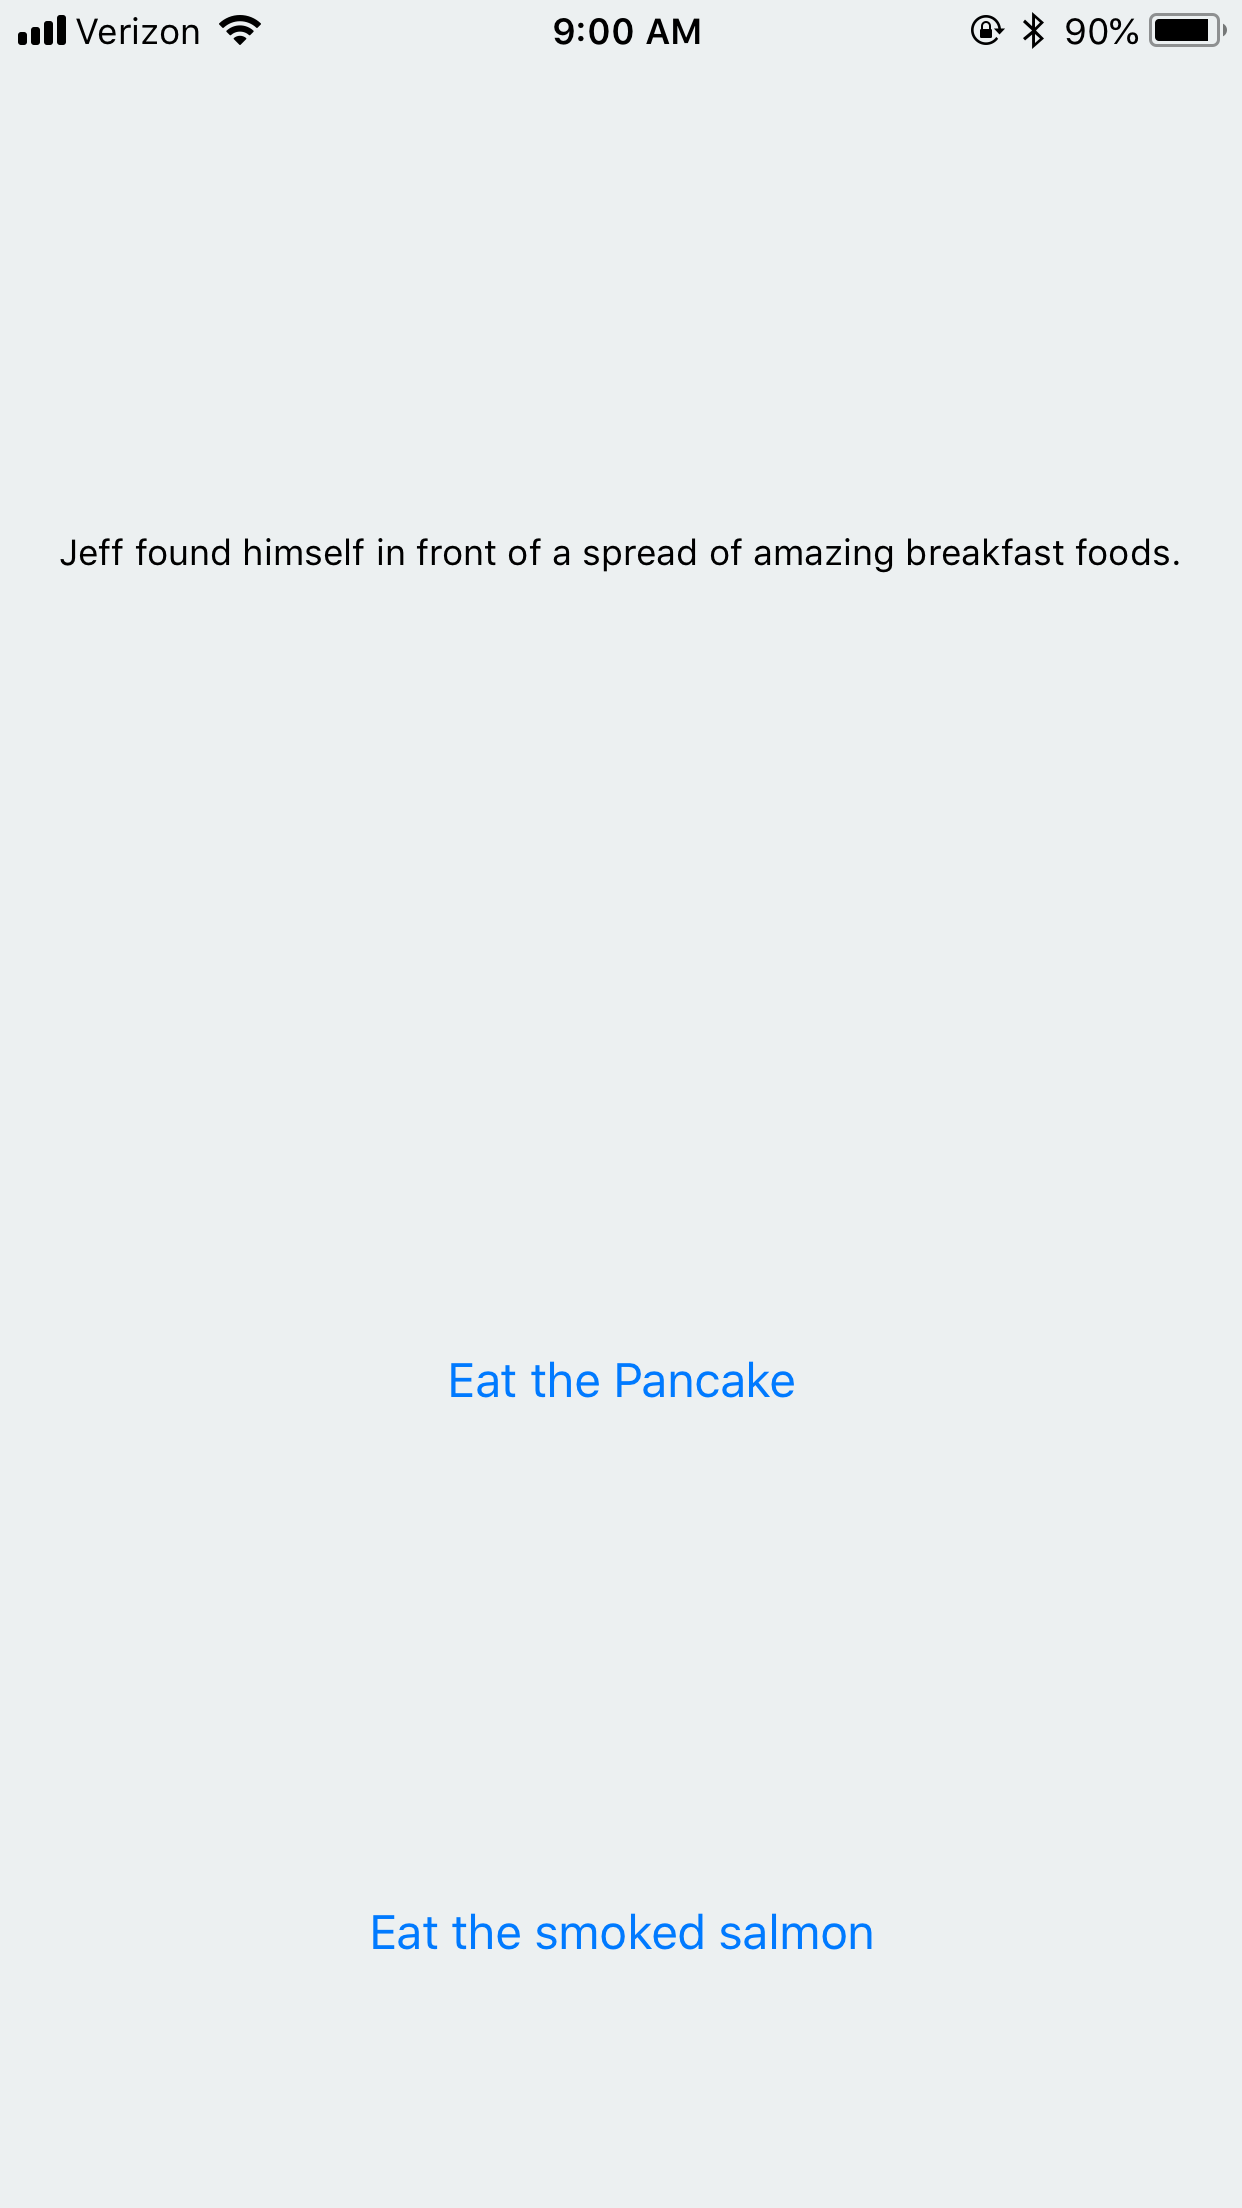 Verizon 9:00 AM 90%
Jeff found himself in front of a spread of amazing breakfast foods.
Eat the Pancake
Eat the smoked salmon